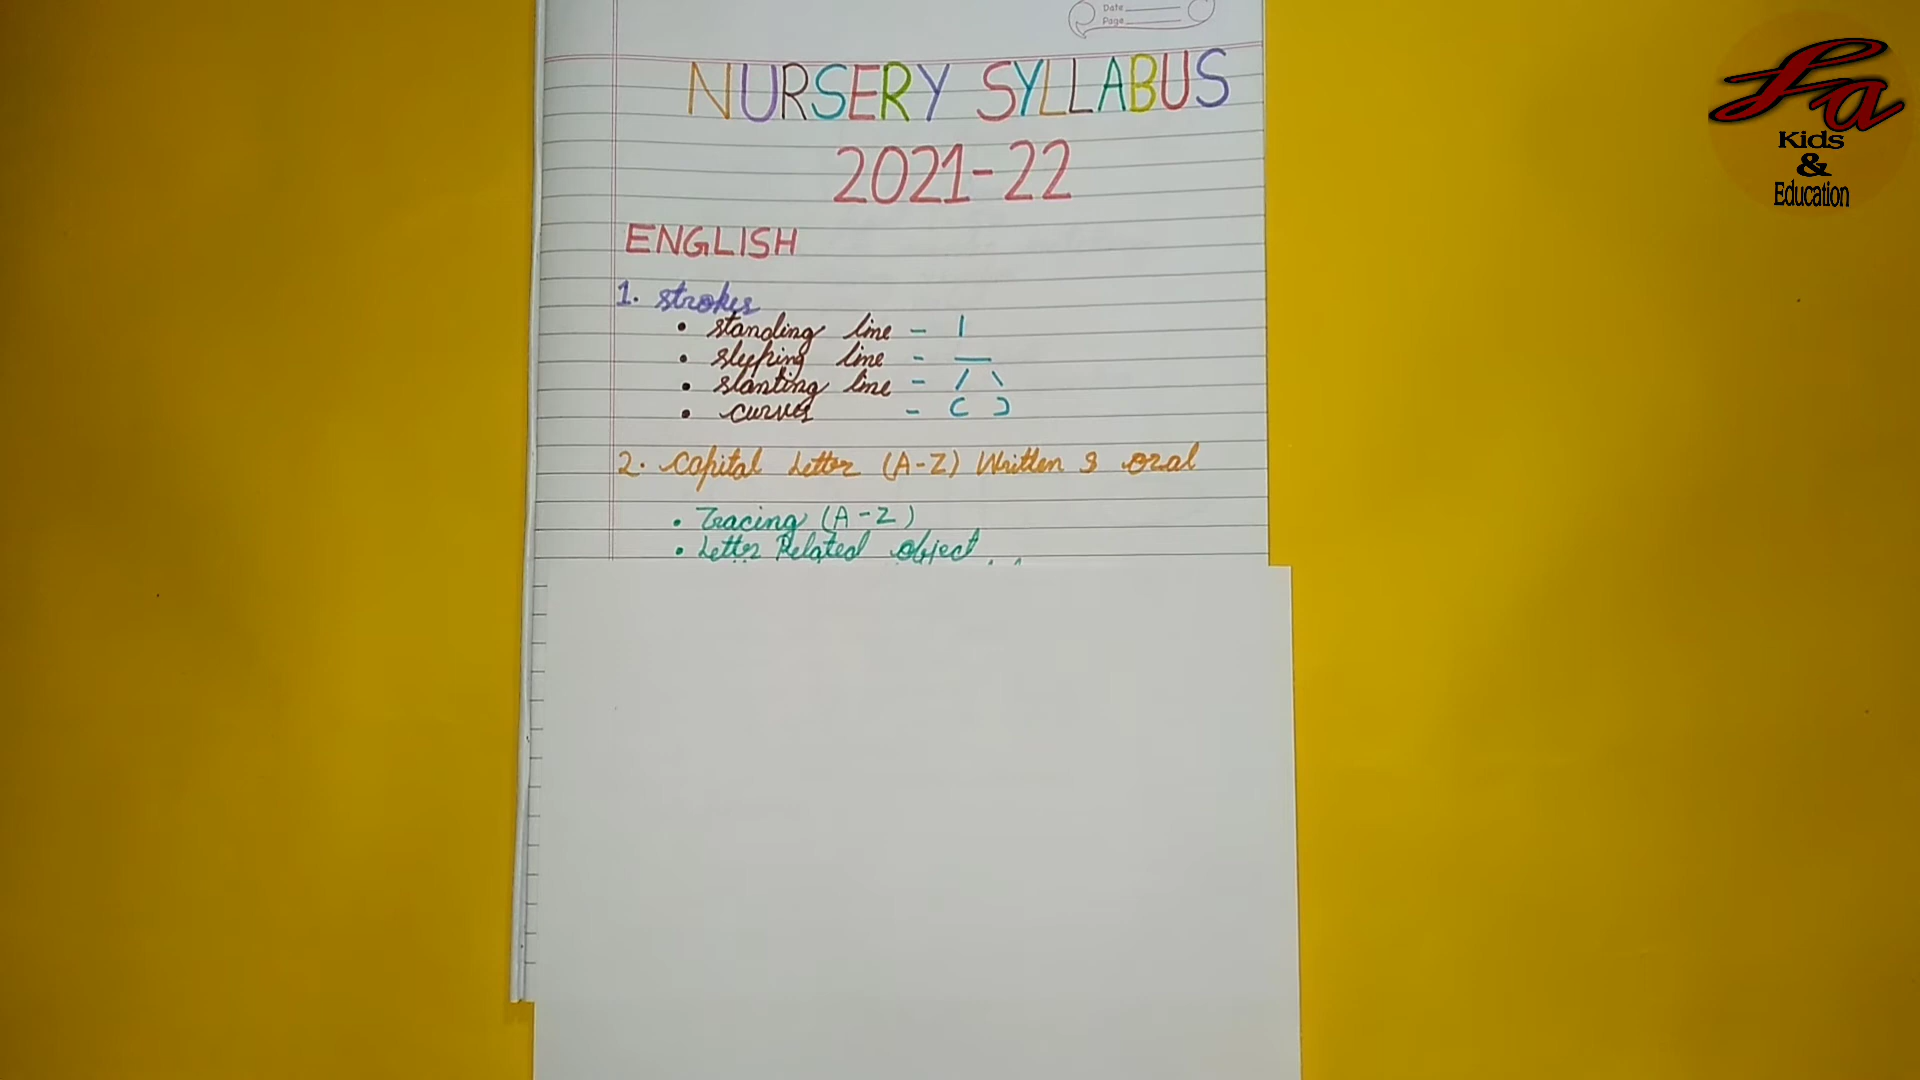 Date
Page
NURSERY SYLLABUS
2021-22
ENGLISH
1. strokes
• standing line - |
• sleeping line - —
• slanting line - / \
• curves - ( )
2. Capital Letter (A-Z) Written & oral
• Tracing (A-Z)
• Letter Related object
La
Kids
&
Education